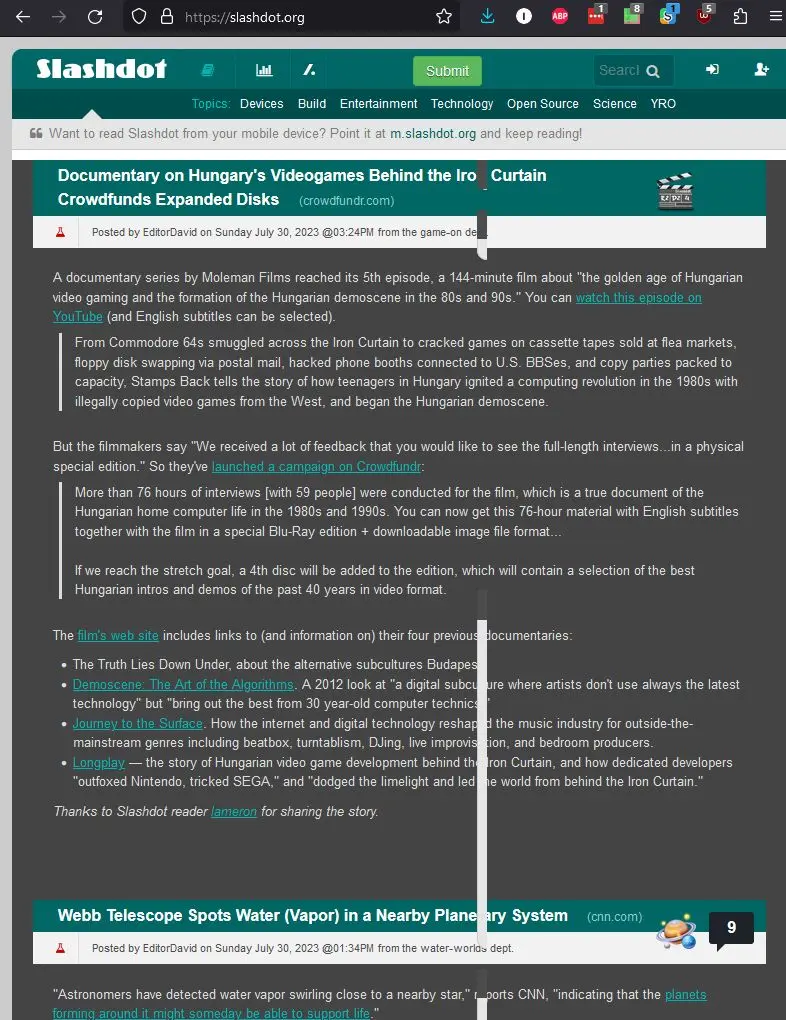 https://slashdot.org
ABP
1
8
1
5
Slashdot
Submit
Search
Topics: Devices Build Entertainment Technology Open Source Science YRO
Want to read Slashdot from your mobile device? Point it at m.slashdot.org and keep reading!
Documentary on Hungary's Videogames Behind the Iro Curtain
Crowdfunds Expanded Disks (crowdfundr.com)
Posted by EditorDavid on Sunday July 30, 2023 @03:24PM from the game-on de
A documentary series by Moleman Films reached its 5th episode, a 144-minute film about "the golden age of Hungarian
video gaming and the formation of the Hungarian demoscene in the 80s and 90s." You can watch this episode on
YouTube (and English subtitles can be selected).
From Commodore 64s smuggled across the Iron Curtain to cracked games on cassette tapes sold at flea markets,
floppy disk swapping via postal mail, hacked phone booths connected to U.S. BBSes, and copy parties packed to
capacity, Stamps Back tells the story of how teenagers in Hungary ignited a computing revolution in the 1980s with
illegally copied video games from the West, and began the Hungarian demoscene.
But the filmmakers say "We received a lot of feedback that you would like to see the full-length interviews...in a physical
special edition." So they've launched a campaign on Crowdfundr:
More than 76 hours of interviews [with 59 people] were conducted for the film, which is a true document of the
Hungarian home computer life in the 1980s and 1990s. You can now get this 76-hour material with English subtitles
together with the film in a special Blu-Ray edition + downloadable image file format...
If we reach the stretch goal, a 4th disc will be added to the edition, which will contain a selection of the best
Hungarian intros and demos of the past 40 years in video format.
The film's web site includes links to (and information on) their four previous documentaries:
The Truth Lies Down Under, about the alternative subcultures Budapes
Demoscene: The Art of the Algorithms. A 2012 look at "a digital subculture where artists don't use always the latest
technology" but "bring out the best from 30 year-old computer technics."
Journey to the Surface. How the internet and digital technology reshaped the music industry for outside-the-
mainstream genres including beatbox, turntablism, DJing, live improvisation, and bedroom producers.
Longplay — the story of Hungarian video game development behind the Iron Curtain, and how dedicated developers
"outfoxed Nintendo, tricked SEGA," and "dodged the limelight and led the world from behind the Iron Curtain."
Thanks to Slashdot reader lameron for sharing the story.
Webb Telescope Spots Water (Vapor) in a Nearby Planetary System (cnn.com)
9
Posted by EditorDavid on Sunday July 30, 2023 @01:34PM from the water-worlds dept.
"Astronomers have detected water vapor swirling close to a nearby star," reports CNN, "indicating that the planets
forming around it might someday be able to support life."